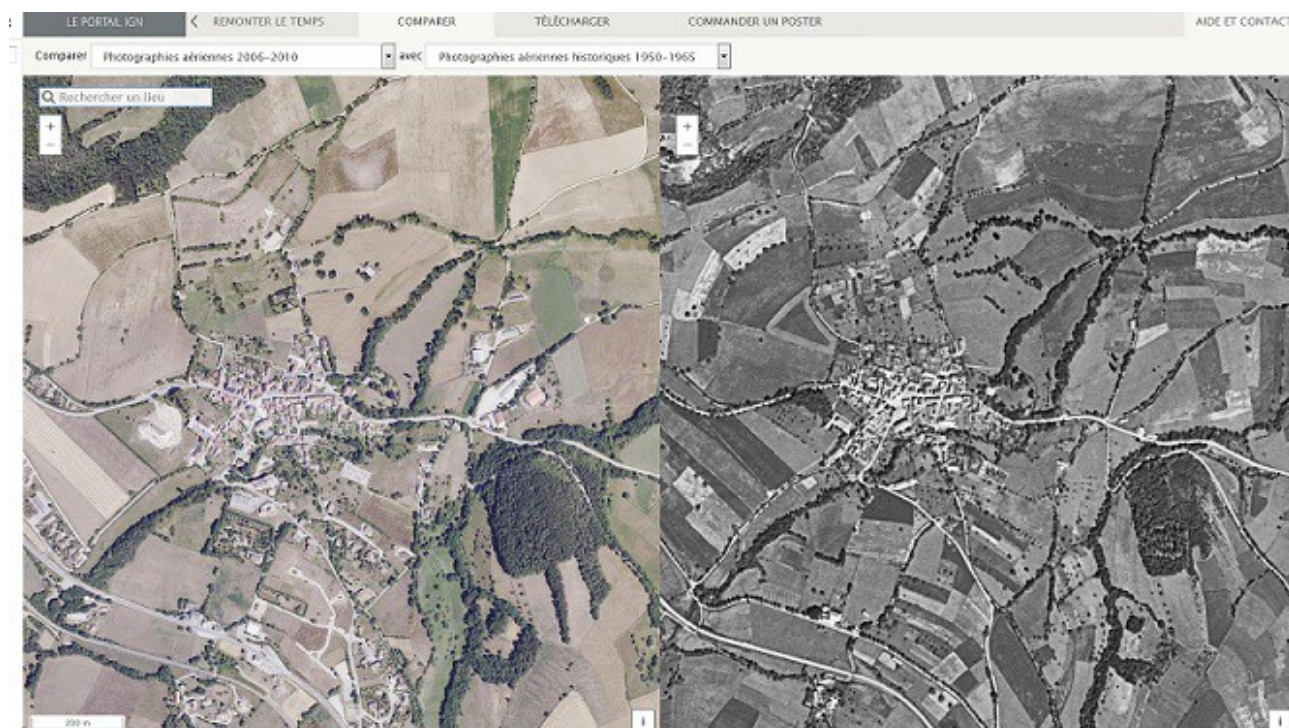 LE PORTAL IGN < REMONTER LE TEMPS COMPARER TÉLÉCHARGER COMMANDER UN POSTER AIDE ET CONTACT
Comparer Photographies aériennes 2006-2010 avec Photographies aériennes historiques 1950-1965
Rechercher un lieu
+ +
− −
200 m i i